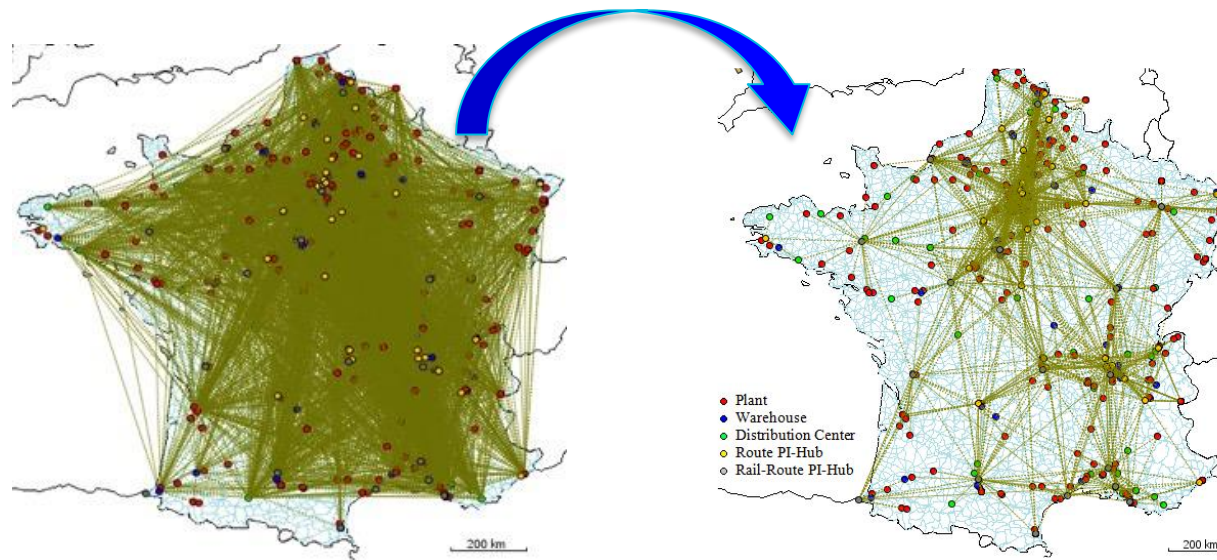 Plant
Warehouse
Distribution Center
Route PI-Hub
Rail-Route PI-Hub
200 km
200 km